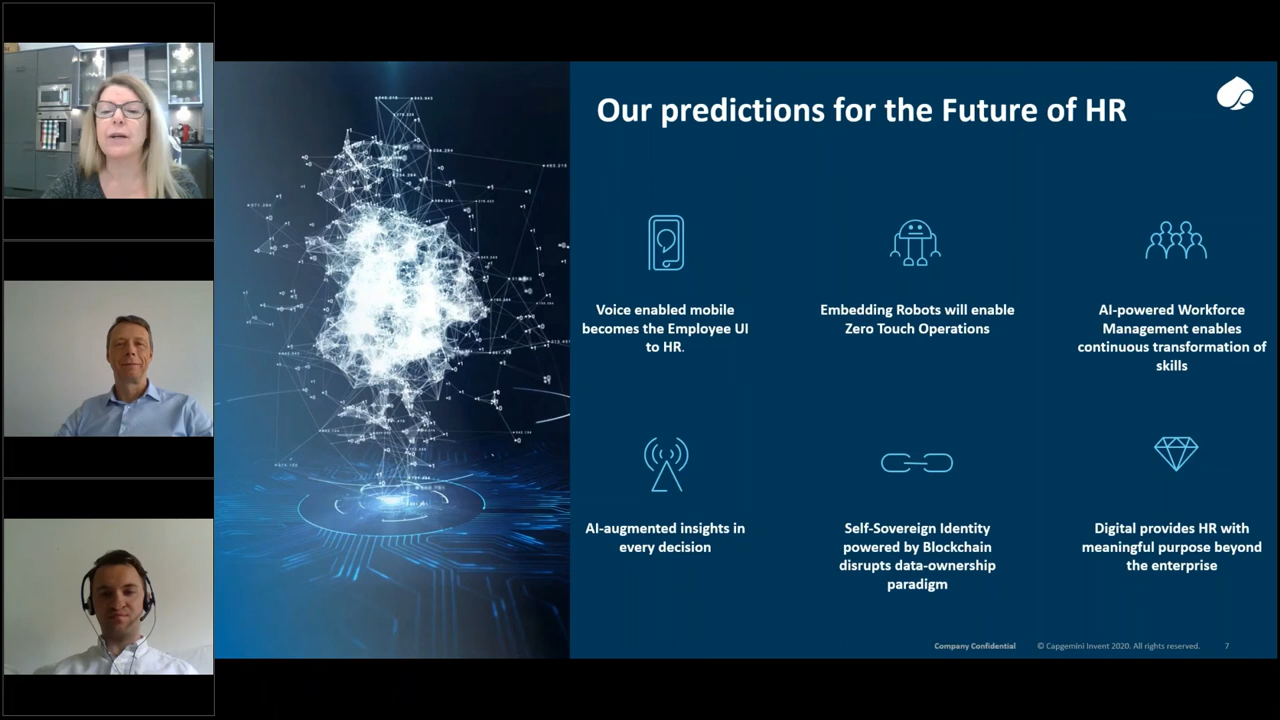 Our predictions for the Future of HR
Voice enabled mobile
becomes the Employee UI
to HR.
Embedding Robots will enable
Zero Touch Operations
AI-powered Workforce
Management enables
continuous transformation of
skills
AI-augmented insights in
every decision
Self-Sovereign Identity
powered by Blockchain
disrupts data-ownership
paradigm
Digital provides HR with
meaningful purpose beyond
the enterprise
Company Confidential
© Capgemini Invent 2020. All rights reserved.
7